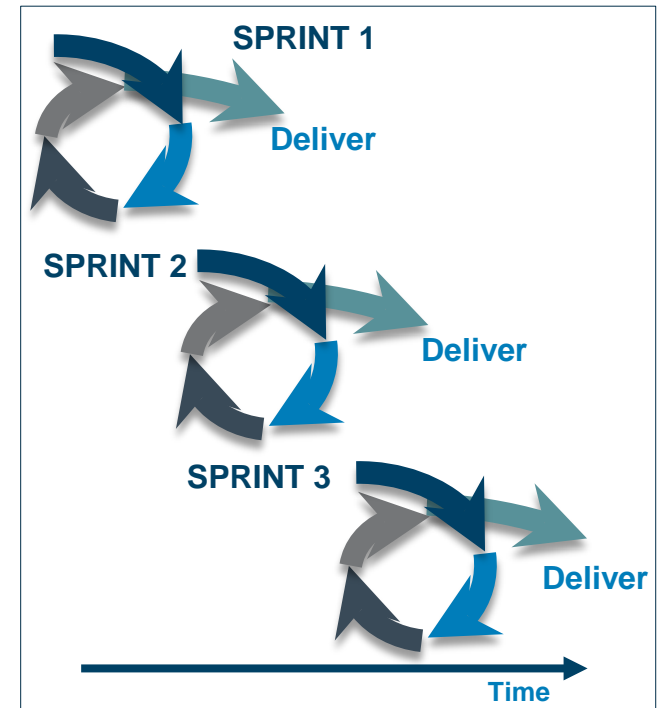 SPRINT 1
Deliver
SPRINT 2
Deliver
SPRINT 3
Deliver
Time